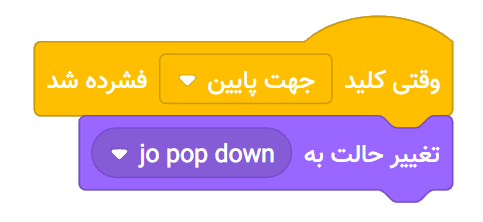 وقتی کلید جهت پایین فشرده شد
تغییر حالت به jo pop down